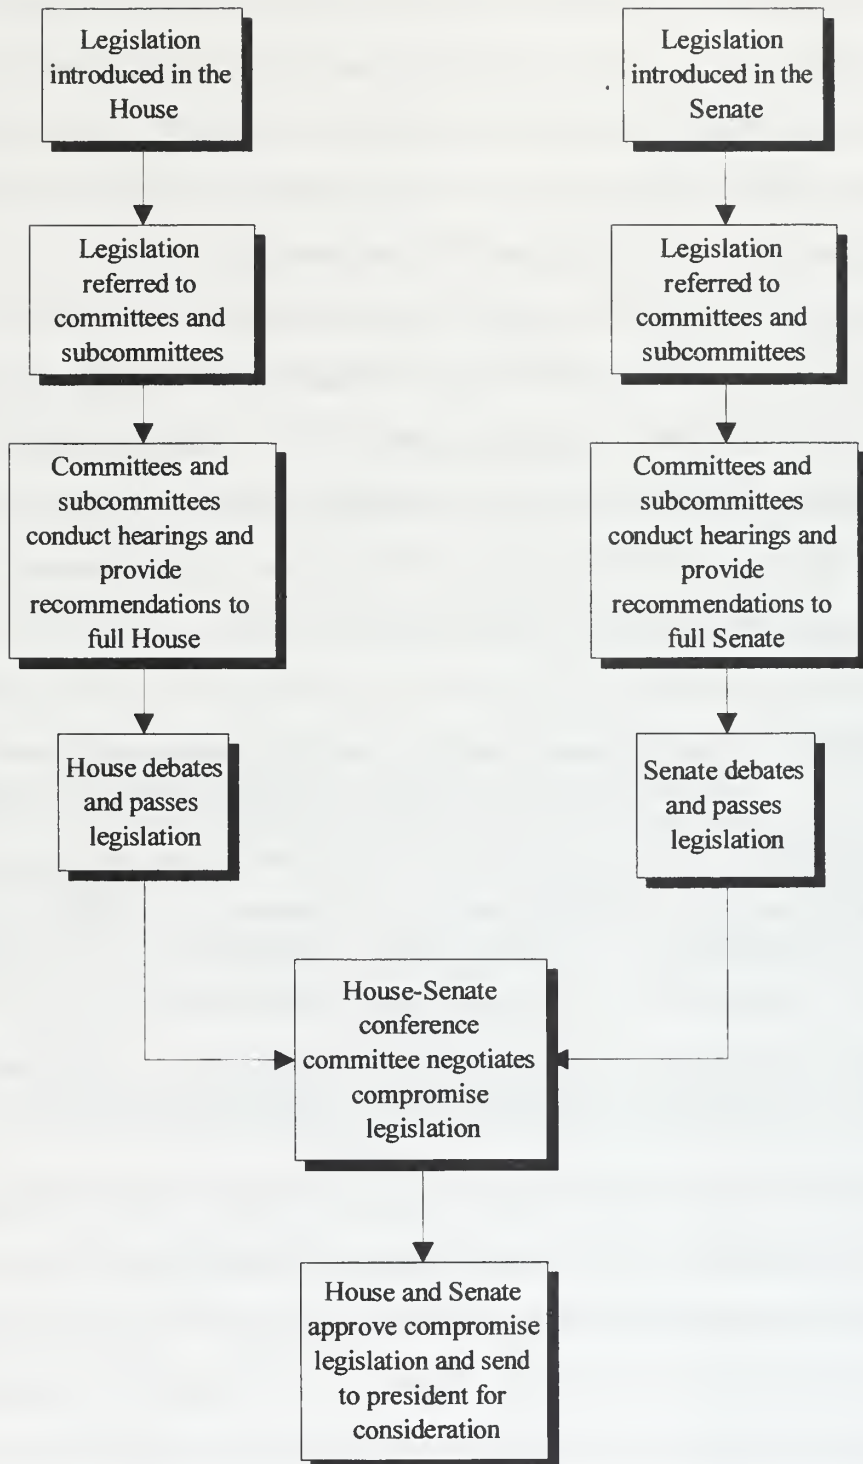 Legislation
introduced in the
House
Legislation
referred to
committees and
subcommittees
Committees and
subcommittees
conduct hearings and
provide
recommendations to
full House
House debates
and passes
legislation
Legislation
introduced in the
Senate
Legislation
referred to
committees and
subcommittees
Committees and
subcommittees
conduct hearings and
provide
recommendations to
full Senate
Senate debates
and passes
legislation
House-Senate
conference
committee negotiates
compromise
legislation
House and Senate
approve compromise
legislation and send
to president for
consideration